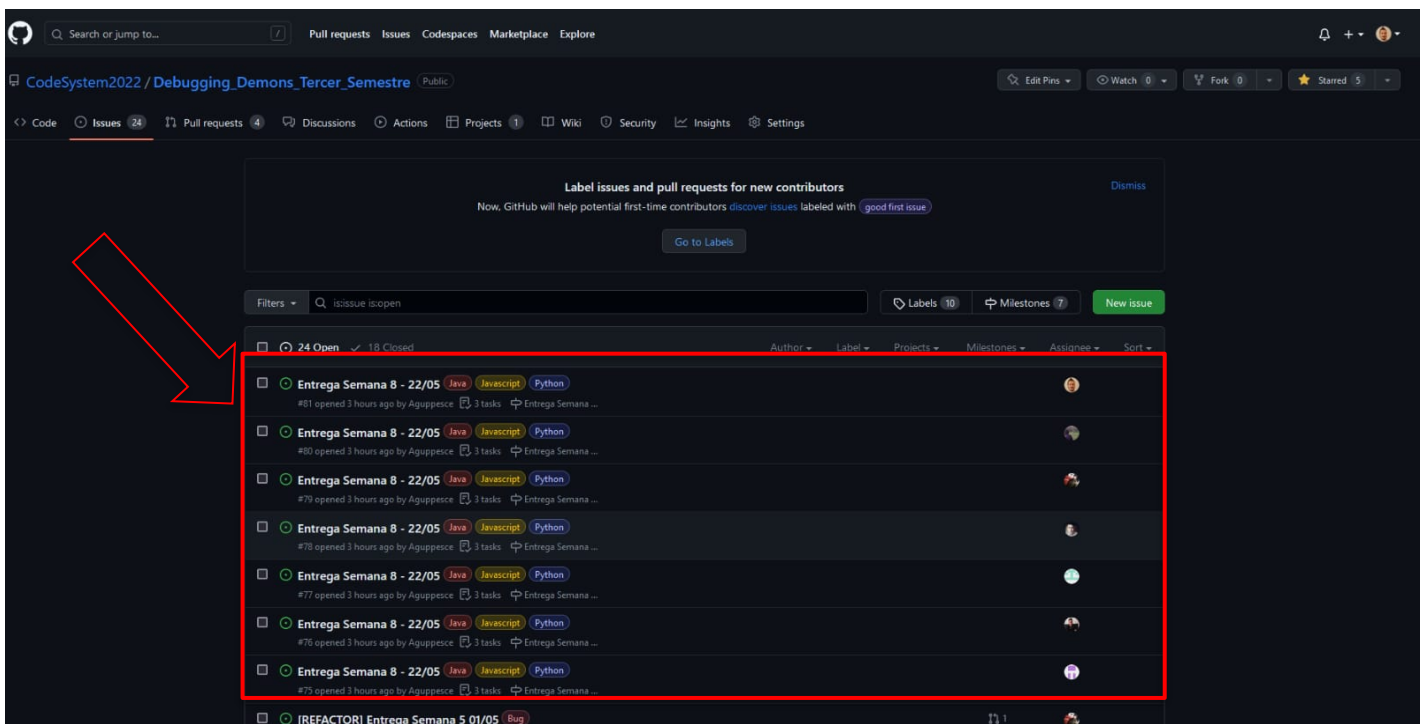 Search or jump to... / Pull requests Issues Codespaces Marketplace Explore
CodeSystem2022 / Debugging_Demons_Tercer_Semestre Public Edit Pins Watch 0 Fork 0 Starred 5
Code Issues 24 Pull requests 4 Discussions Actions Projects 1 Wiki Security Insights Settings
Label issues and pull requests for new contributors Dismiss
Now, GitHub will help potential first-time contributors discover issues labeled with good first issue
Go to Labels
Filters is:issue is:open Labels 10 Milestones 7 New issue
24 Open 18 Closed Author Label Projects Milestones Assignee Sort
Entrega Semana 8 - 22/05 Java Javascript Python
#81 opened 3 hours ago by Aguppesce 3 tasks Entrega Semana ...
Entrega Semana 8 - 22/05 Java Javascript Python
#80 opened 3 hours ago by Aguppesce 3 tasks Entrega Semana ...
Entrega Semana 8 - 22/05 Java Javascript Python
#79 opened 3 hours ago by Aguppesce 3 tasks Entrega Semana ...
Entrega Semana 8 - 22/05 Java Javascript Python
#78 opened 3 hours ago by Aguppesce 3 tasks Entrega Semana ...
Entrega Semana 8 - 22/05 Java Javascript Python
#77 opened 3 hours ago by Aguppesce 3 tasks Entrega Semana ...
Entrega Semana 8 - 22/05 Java Javascript Python
#76 opened 3 hours ago by Aguppesce 3 tasks Entrega Semana ...
Entrega Semana 8 - 22/05 Java Javascript Python
#75 opened 3 hours ago by Aguppesce 3 tasks Entrega Semana ...
[REFACTOR] Entrega Semana 5 01/05 Bug 1